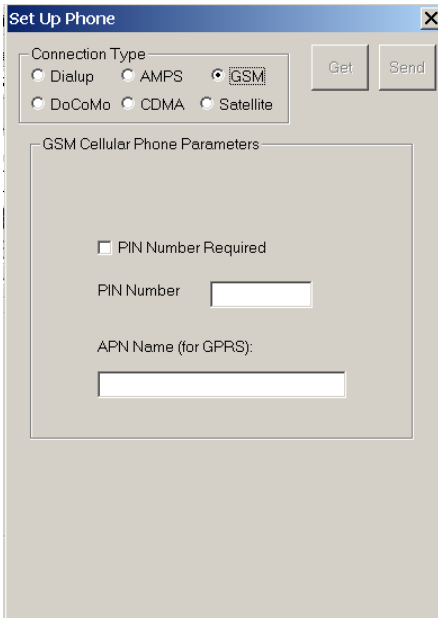 Set Up Phone
Connection Type
Dialup AMPS GSM
DoCoMo CDMA Satellite
Get Send
GSM Cellular Phone Parameters
PIN Number Required
PIN Number
APN Name (for GPRS):